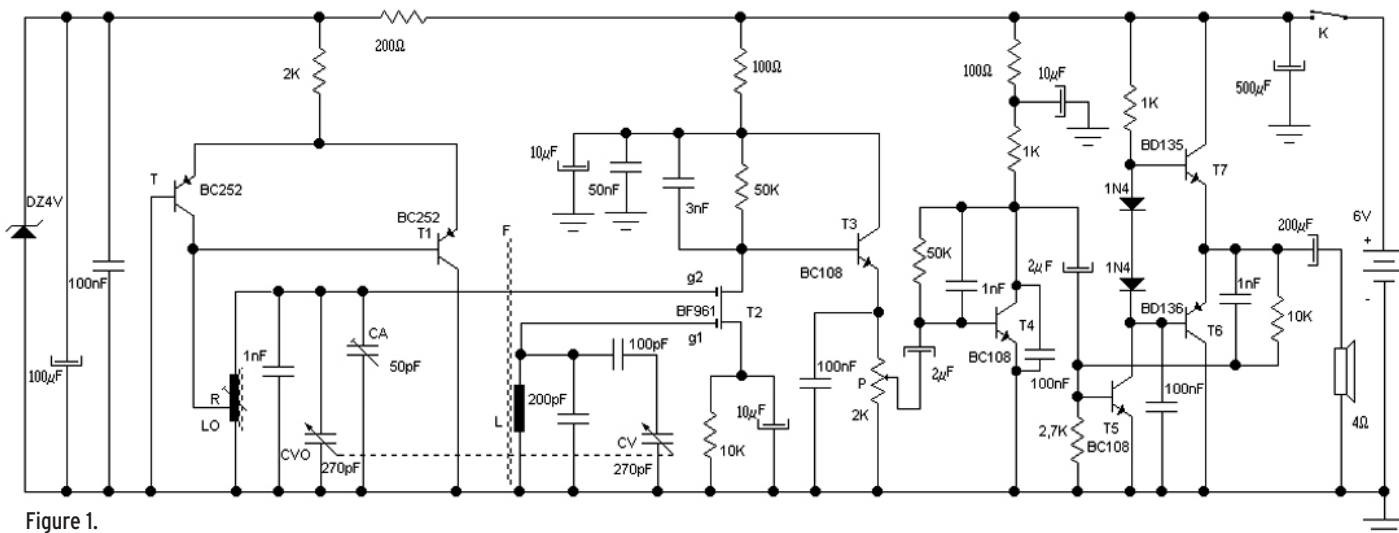 200Ω
2K
100Ω
100Ω
10µF
K
500µF
1K
1K
BD135
T7
T
BC252
BC252
T1
DZ4V
10µF
50nF
3nF
50K
F
T3
BC108
1N4
6V
+
-
200µF
50K
2µF
1N4
1nF
100nF
g2
BF961
T2
g1
1nF
T4
BC108
BD136
T6
10K
CA
50pF
1nF
100pF
100µF
R
LO
L
200pF
100nF
P
2K
2µF
100nF
100nF
4Ω
CVO
270pF
10K
10µF
CV
270pF
2,7K
T5
BC108
Figure 1.